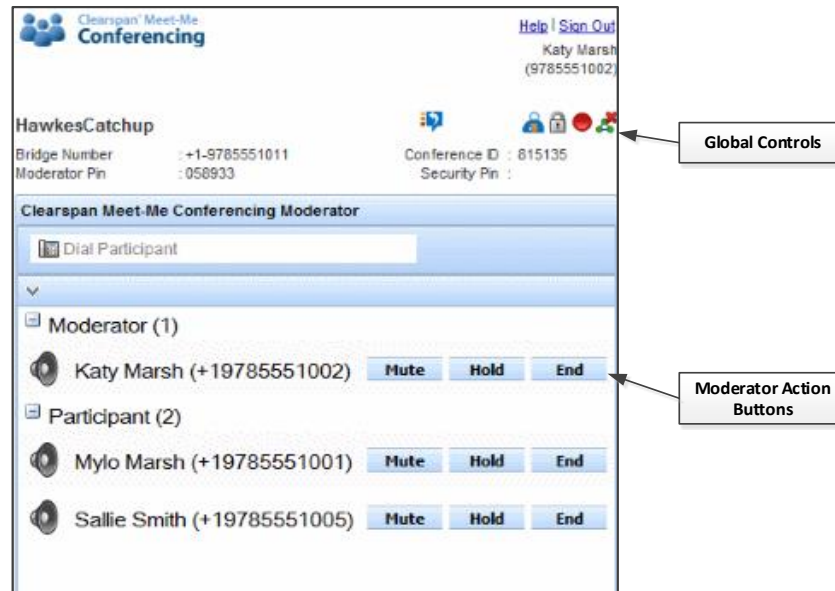 Clearspan' Meet-Me
Conferencing
Help | Sign Out
Katy Marsh
(9785551002)
HawkesCatchup
Global Controls
Bridge Number : +1-9785551011 Conference ID : 815135
Moderator Pin : 058933 Security Pin :
Clearspan Meet-Me Conferencing Moderator
Dial Participant
Moderator (1)
Katy Marsh (+19785551002) Mute Hold End
Moderator Action
Buttons
Participant (2)
Mylo Marsh (+19785551001) Mute Hold End
Sallie Smith (+19785551005) Mute Hold End